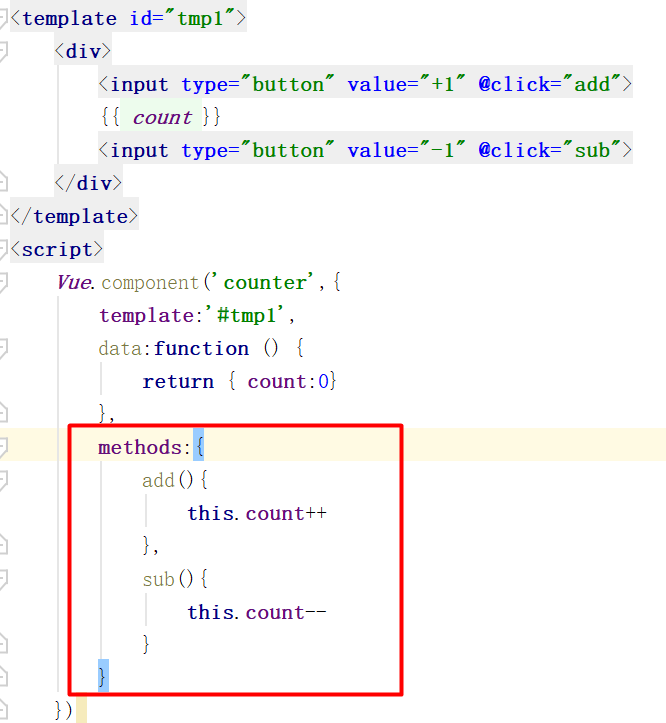 <template id="tmp1">
<div>
<input type="button" value="+1" @click="add">
{{ count }}
<input type="button" value="-1" @click="sub">
</div>
</template>
<script>
Vue.component('counter',{
template:'#tmp1',
data:function () {
return { count:0}
},
methods:{
add(){
this.count++
},
sub(){
this.count--
}
}
})